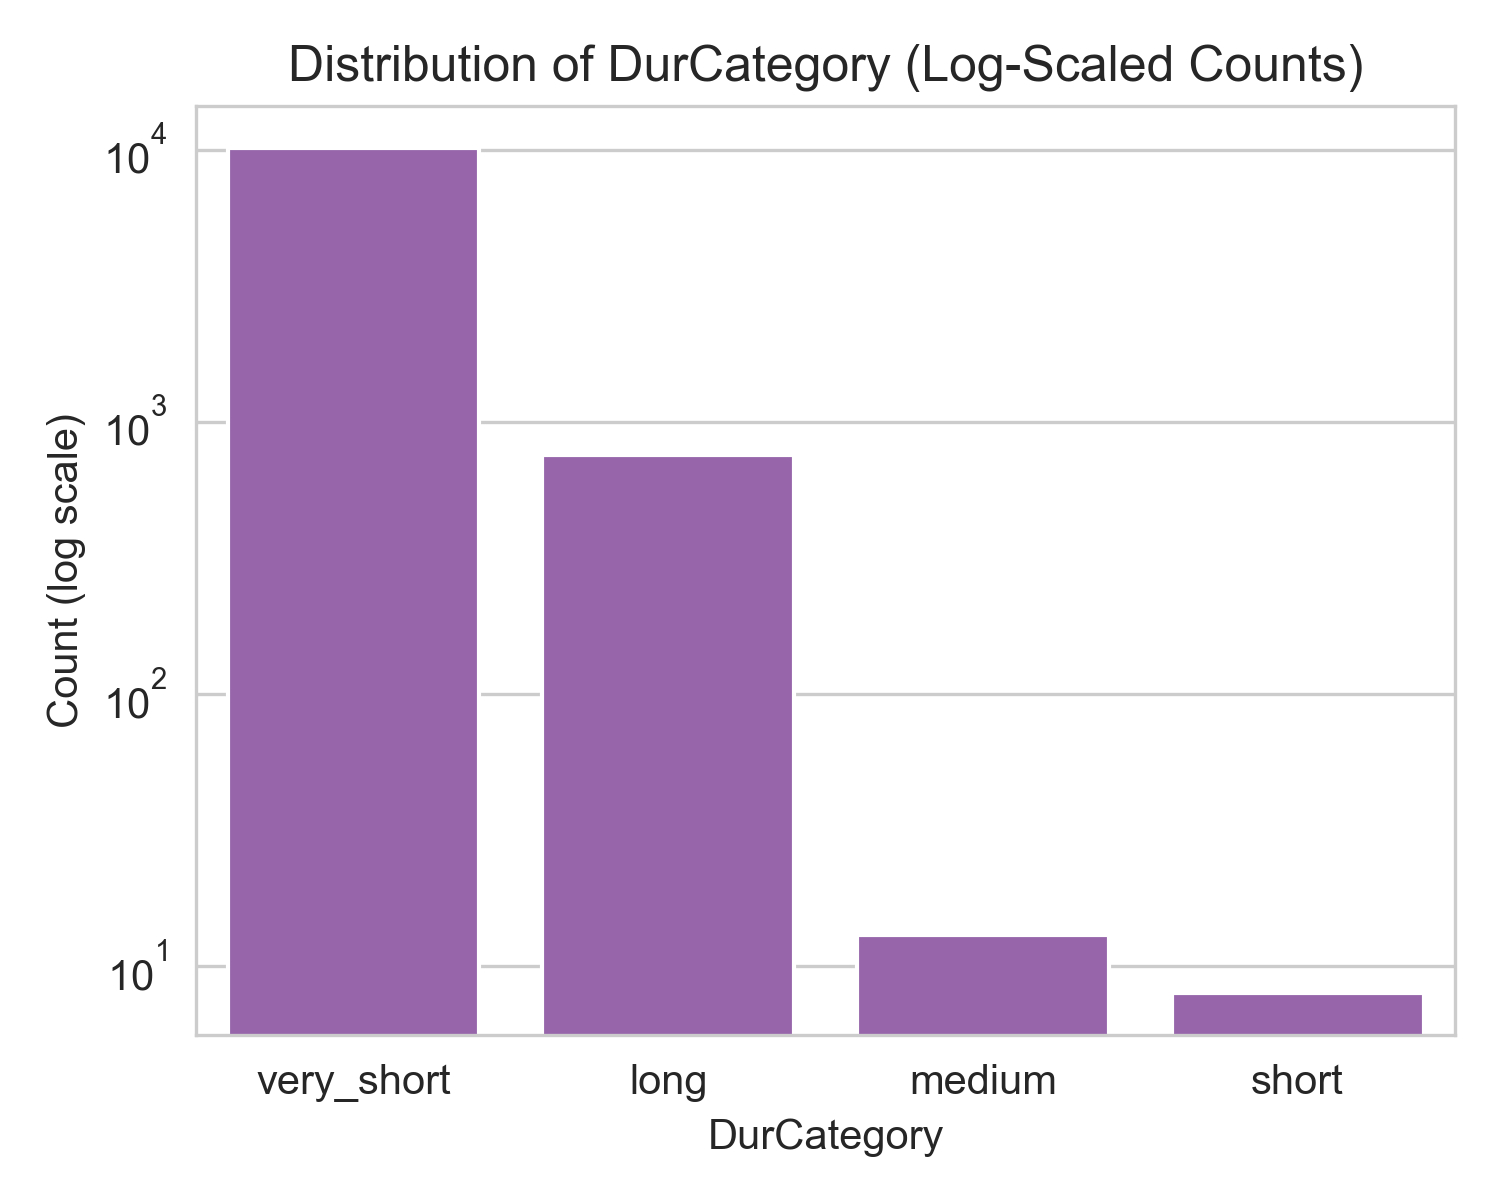 Distribution of DurCategory (Log-Scaled Counts)
Count (log scale)
10^4
10^3
10^2
10^1
very_short long medium short
DurCategory